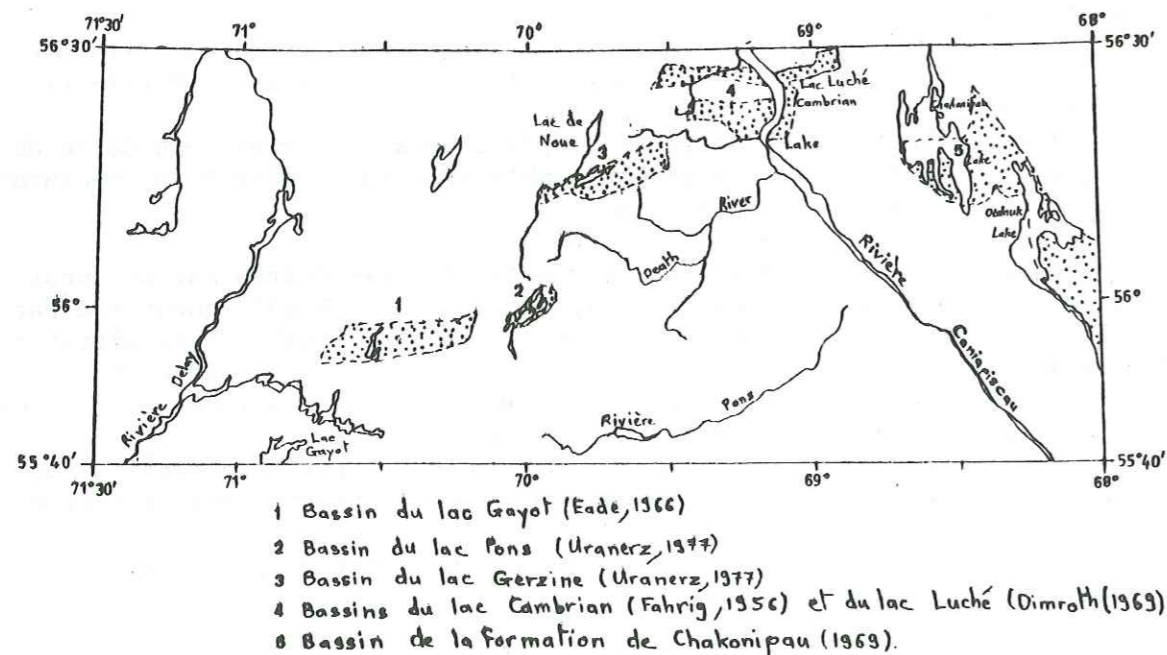 71°30' 71° 70° 69° 68°
56°30' 56°30'
Lac Luché
4
Cambrian
Lac de
Noue
Chakonipau
3
Lake
5
Lake
River
Otelnuk
Lake
Rivière
Death
2
56° 56°
1
Caniapiscau
Rivière Delay
Pons
Rivière
Lac
Gayot
55°40' 55°40'
71°30' 71° 70° 69° 68°
1 Bassin du lac Gayot (Eade, 1966)
2 Bassin du lac Pons (Uranerz, 1977)
3 Bassin du lac Gerzine (Uranerz, 1977)
4 Bassins du lac Cambrian (Fahrig, 1956) et du lac Luché (Dimroth (1969)
5 Bassin de la formation de Chakonipau (1969).